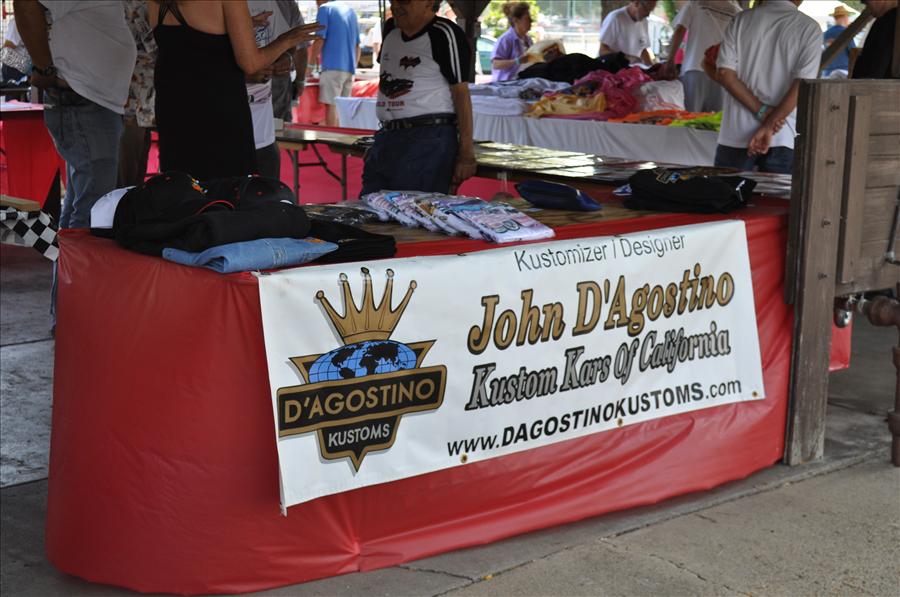 Kustomizer / Designer
John D'Agostino
Kustom Kars Of California
www.DAGOSTINOKUSTOMS.com
D'AGOSTINO
KUSTOMS